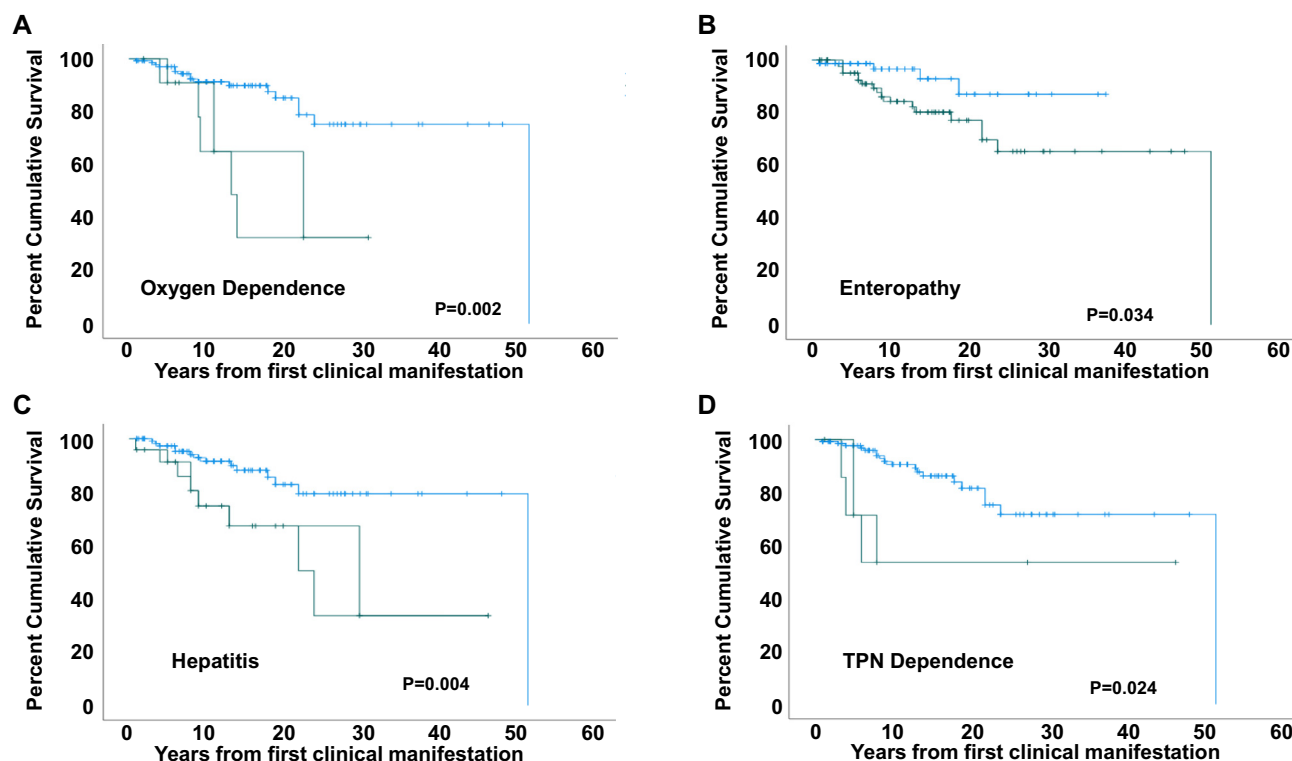 A
Percent Cumulative Survival
100
80
60
40
20
0
Oxygen Dependence
P=0.002
0 10 20 30 40 50 60
Years from first clinical manifestation
B
Percent Cumulative Survival
100
80
60
40
20
0
Enteropathy
P=0.034
0 10 20 30 40 50 60
Years from first clinical manifestation
C
Percent Cumulative Survival
100
80
60
40
20
0
Hepatitis
P=0.004
0 10 20 30 40 50 60
Years from first clinical manifestation
D
Percent Cumulative Survival
100
80
60
40
20
0
TPN Dependence
P=0.024
0 10 20 30 40 50 60
Years from first clinical manifestation